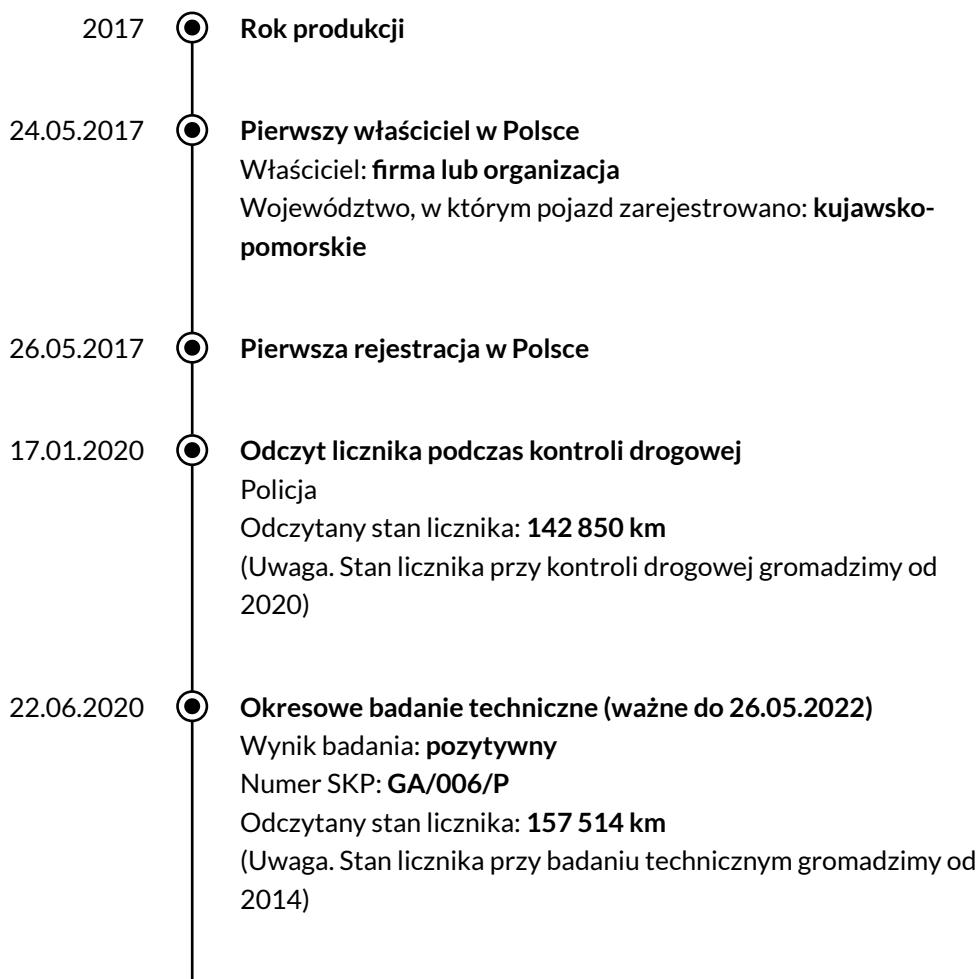 2017 Rok produkcji
24.05.2017 Pierwszy właściciel w Polsce
Właściciel: firma lub organizacja
Województwo, w którym pojazd zarejestrowano: kujawsko-
pomorskie
26.05.2017 Pierwsza rejestracja w Polsce
17.01.2020 Odczyt licznika podczas kontroli drogowej
Policja
Odczytany stan licznika: 142 850 km
(Uwaga. Stan licznika przy kontroli drogowej gromadzimy od
2020)
22.06.2020 Okresowe badanie techniczne (ważne do 26.05.2022)
Wynik badania: pozytywny
Numer SKP: GA/006/P
Odczytany stan licznika: 157 514 km
(Uwaga. Stan licznika przy badaniu technicznym gromadzimy od
2014)